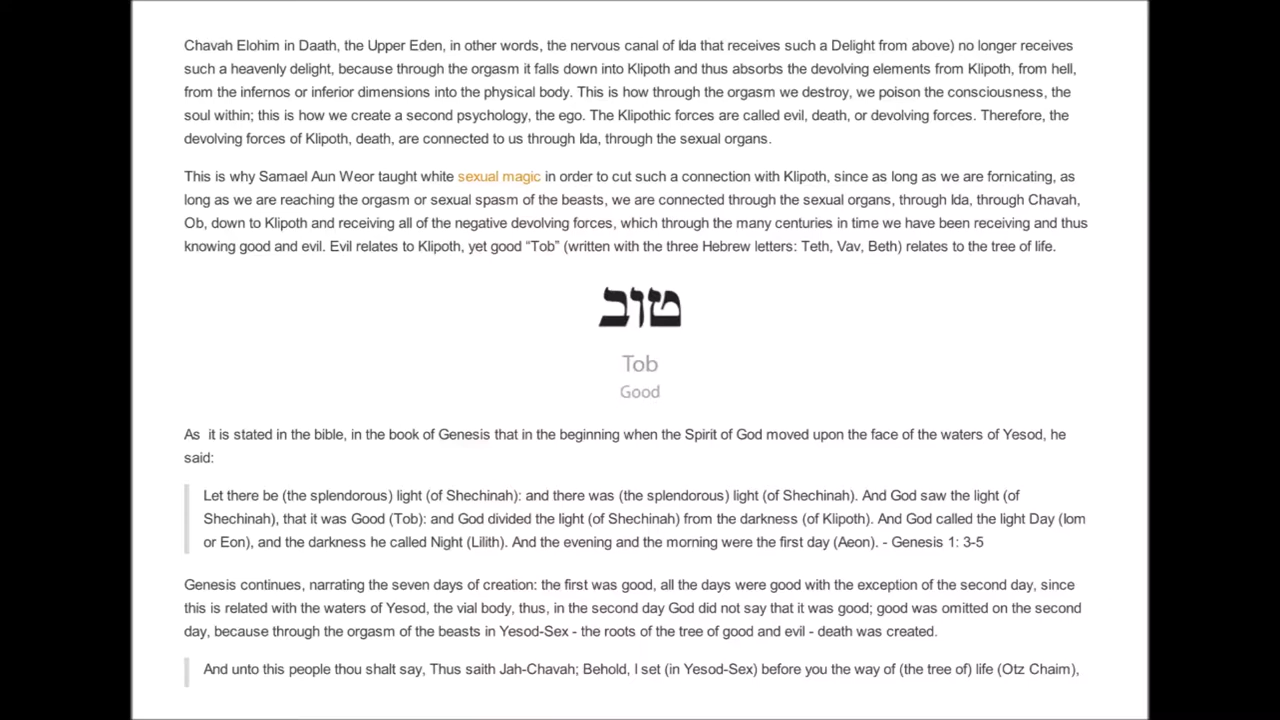 Chavah Elohim in Daath, the Upper Eden, in other words, the nervous canal of Ida that receives such a Delight from above) no longer receives
such a heavenly delight, because through the orgasm it falls down into Klipoth and thus absorbs the devolving elements from Klipoth, from hell,
from the infernos or inferior dimensions into the physical body. This is how through the orgasm we destroy, we poison the consciousness, the
soul within; this is how we create a second psychology, the ego. The Klipothic forces are called evil, death, or devolving forces. Therefore, the
devolving forces of Klipoth, death, are connected to us through Ida, through the sexual organs.
This is why Samael Aun Weor taught white sexual magic in order to cut such a connection with Klipoth, since as long as we are fornicating, as
long as we are reaching the orgasm or sexual spasm of the beasts, we are connected through the sexual organs, through Ida, through Chavah,
Ob, down to Klipoth and receiving all of the negative devolving forces, which through the many centuries in time we have been receiving and thus
knowing good and evil. Evil relates to Klipoth, yet good “Tob” (written with the three Hebrew letters: Teth, Vav, Beth) relates to the tree of life.
טוב
Tob
Good
As  it is stated in the bible, in the book of Genesis that in the beginning when the Spirit of God moved upon the face of the waters of Yesod, he
said:
Let there be (the splendorous) light (of Shechinah): and there was (the splendorous) light (of Shechinah). And God saw the light (of
Shechinah), that it was Good (Tob): and God divided the light (of Shechinah) from the darkness (of Klipoth). And God called the light Day (Iom
or Eon), and the darkness he called Night (Lilith). And the evening and the morning were the first day (Aeon). - Genesis 1: 3-5
Genesis continues, narrating the seven days of creation: the first was good, all the days were good with the exception of the second day, since
this is related with the waters of Yesod, the vial body, thus, in the second day God did not say that it was good; good was omitted on the second
day, because through the orgasm of the beasts in Yesod-Sex - the roots of the tree of good and evil - death was created.
And unto this people thou shalt say, Thus saith Jah-Chavah; Behold, I set (in Yesod-Sex) before you the way of (the tree of) life (Otz Chaim),